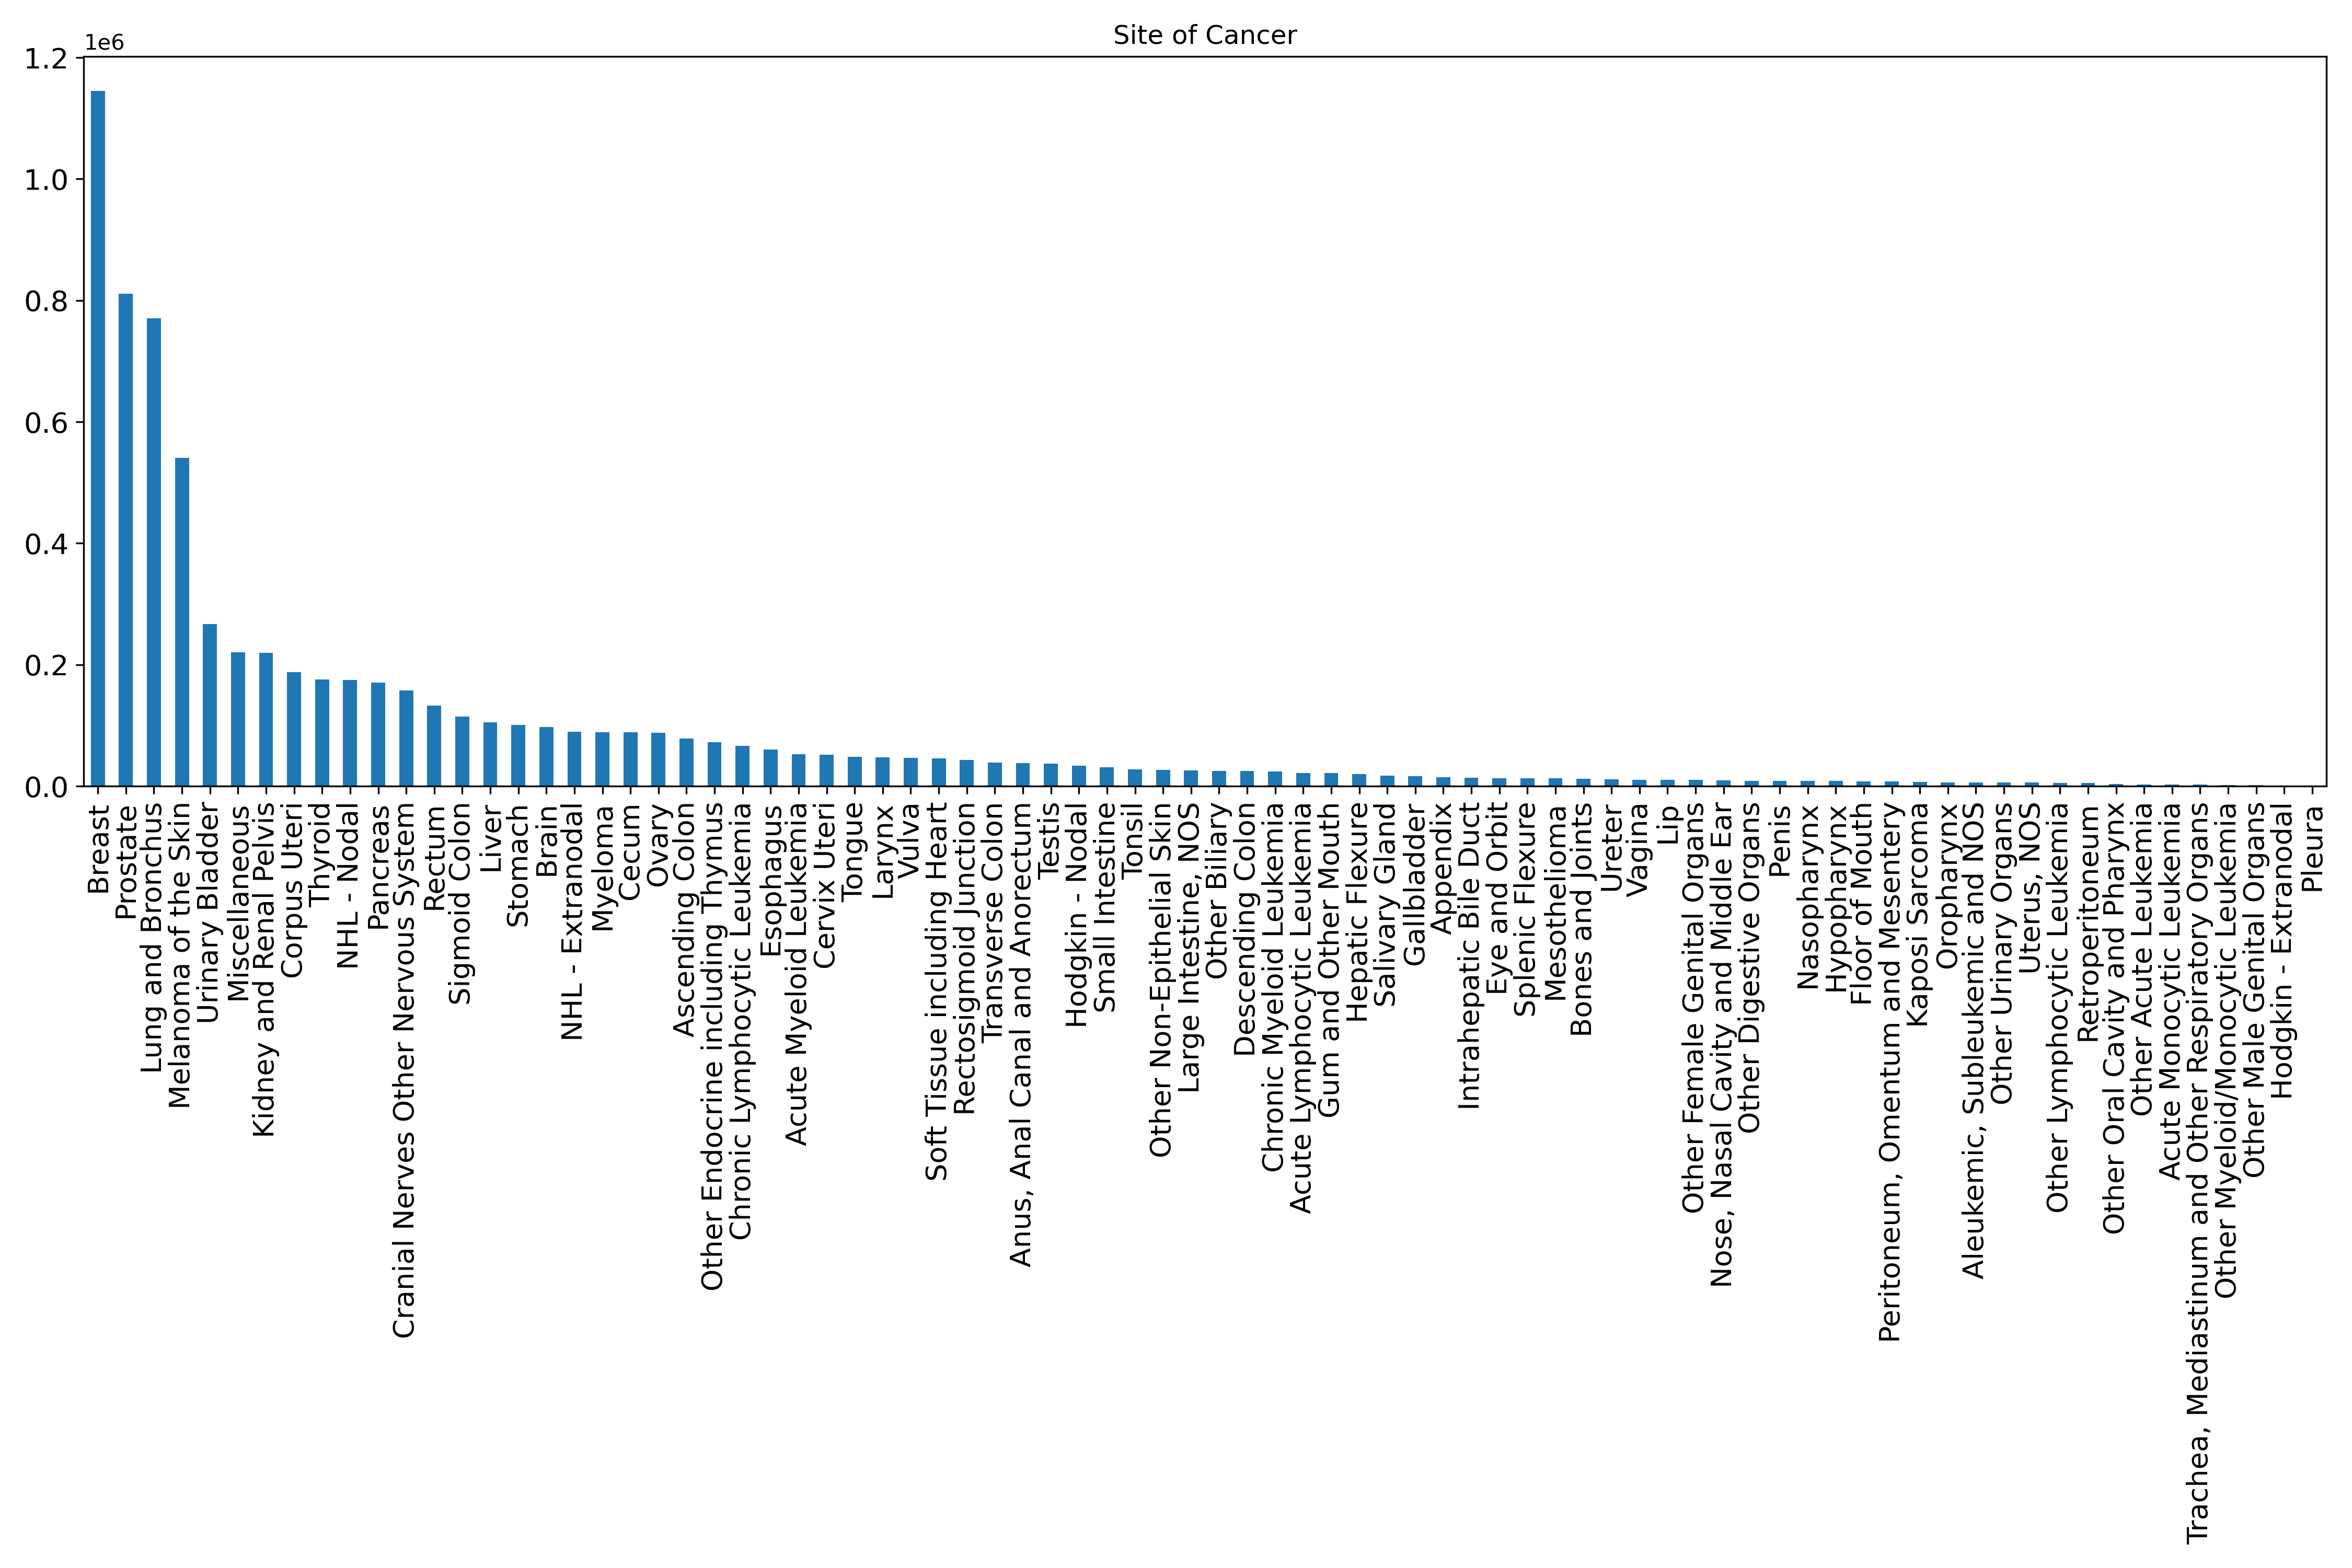 Site of Cancer
1e6
1.2
1.0
0.8
0.6
0.4
0.2
0.0
Breast
Prostate
Lung and Bronchus
Melanoma of the Skin
Urinary Bladder
Miscellaneous
Kidney and Renal Pelvis
Corpus Uteri
Thyroid
NHL - Nodal
Pancreas
Cranial Nerves Other Nervous System
Rectum
Sigmoid Colon
Liver
Stomach
Brain
NHL - Extranodal
Myeloma
Cecum
Ovary
Ascending Colon
Other Endocrine including Thymus
Chronic Lymphocytic Leukemia
Esophagus
Acute Myeloid Leukemia
Cervix Uteri
Tongue
Larynx
Vulva
Soft Tissue including Heart
Rectosigmoid Junction
Transverse Colon
Anus, Anal Canal and Anorectum
Testis
Hodgkin - Nodal
Small Intestine
Tonsil
Other Non-Epithelial Skin
Large Intestine, NOS
Other Biliary
Descending Colon
Chronic Myeloid Leukemia
Acute Lymphocytic Leukemia
Gum and Other Mouth
Hepatic Flexure
Salivary Gland
Gallbladder
Appendix
Intrahepatic Bile Duct
Eye and Orbit
Splenic Flexure
Mesothelioma
Bones and Joints
Ureter
Vagina
Lip
Other Female Genital Organs
Nose, Nasal Cavity and Middle Ear
Other Digestive Organs
Penis
Nasopharynx
Hypopharynx
Floor of Mouth
Peritoneum, Omentum and Mesentery
Kaposi Sarcoma
Oropharynx
Aleukemic, Subleukemic and NOS
Other Urinary Organs
Uterus, NOS
Other Lymphocytic Leukemia
Retroperitoneum
Other Oral Cavity and Pharynx
Other Acute Leukemia
Acute Monocytic Leukemia
Trachea, Mediastinum and Other Respiratory Organs
Other Myeloid/Monocytic Leukemia
Other Male Genital Organs
Hodgkin - Extranodal
Pleura